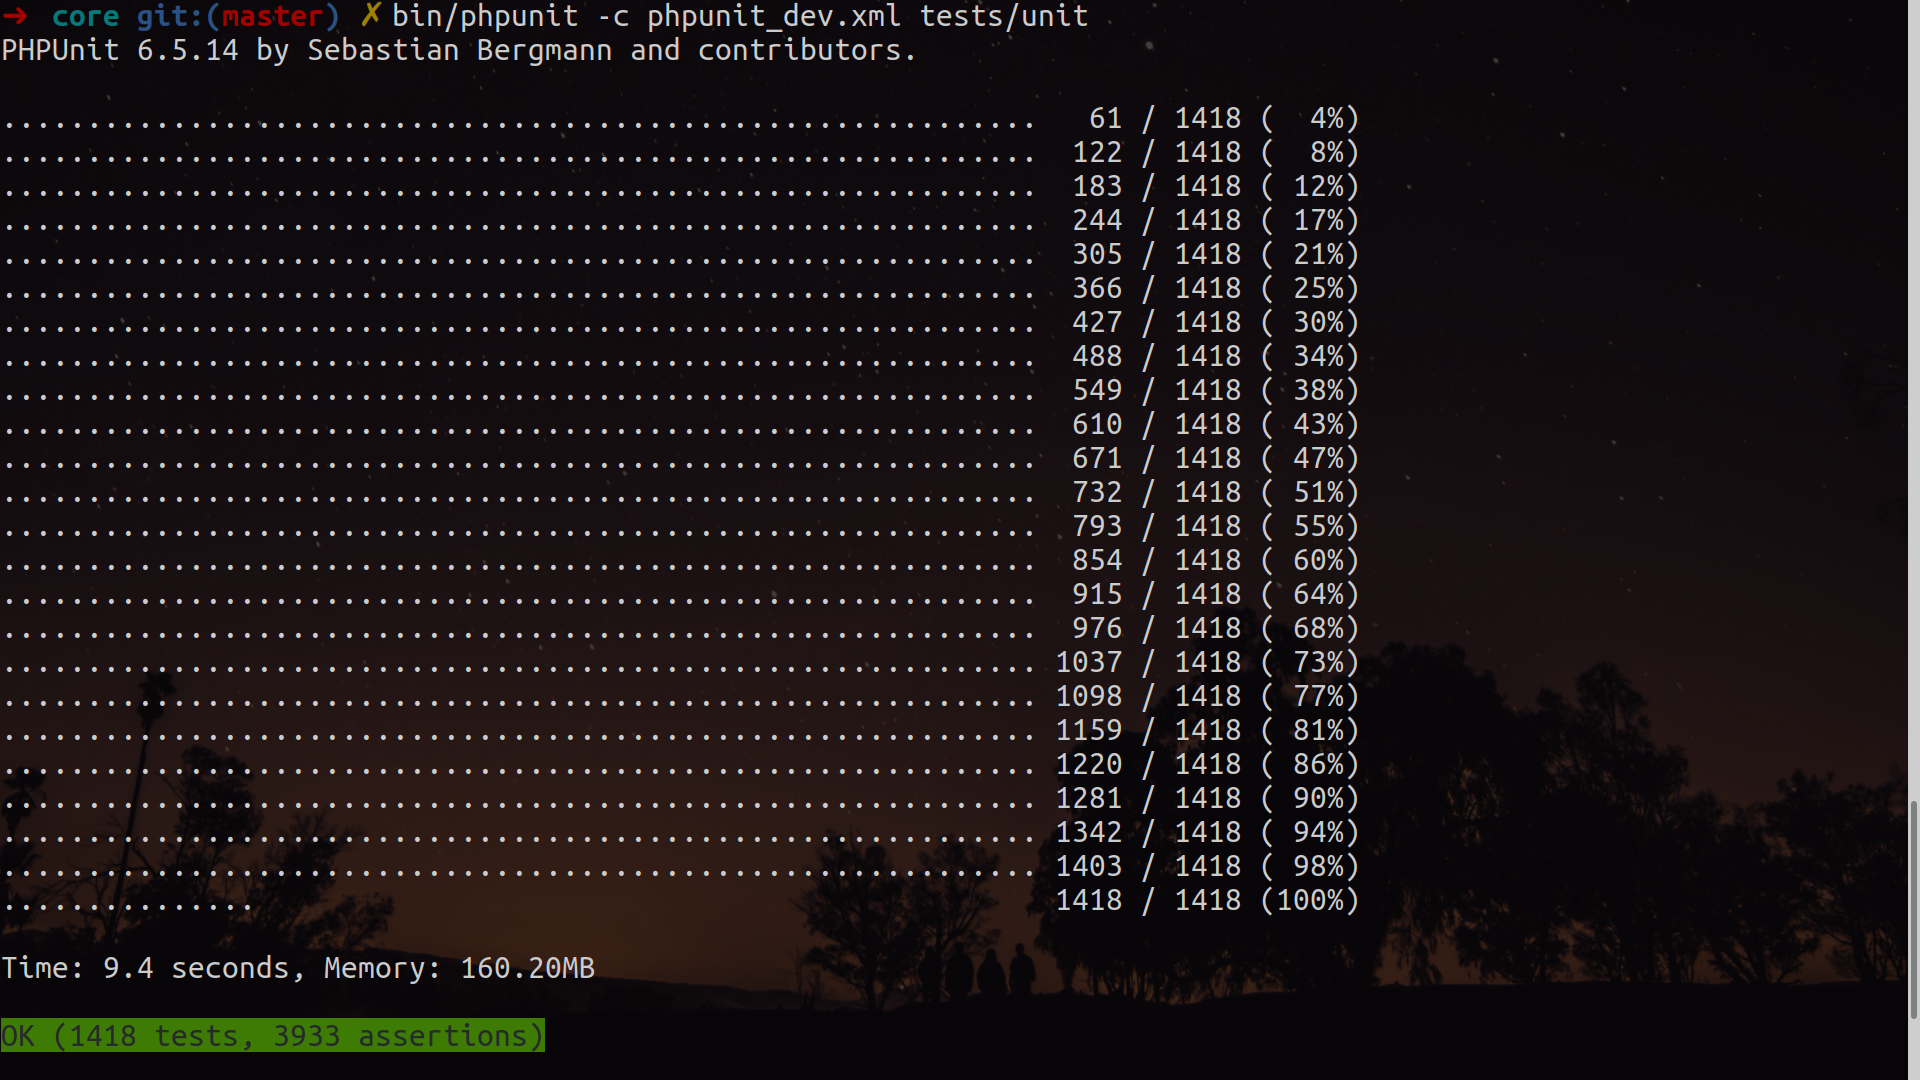 ➜ core git:(master) ✗ bin/phpunit -c phpunit_dev.xml tests/unit
PHPUnit 6.5.14 by Sebastian Bergmann and contributors.
............................................................. 61 / 1418 ( 4%)
............................................................. 122 / 1418 ( 8%)
............................................................. 183 / 1418 ( 12%)
............................................................. 244 / 1418 ( 17%)
............................................................. 305 / 1418 ( 21%)
............................................................. 366 / 1418 ( 25%)
............................................................. 427 / 1418 ( 30%)
............................................................. 488 / 1418 ( 34%)
............................................................. 549 / 1418 ( 38%)
............................................................. 610 / 1418 ( 43%)
............................................................. 671 / 1418 ( 47%)
............................................................. 732 / 1418 ( 51%)
............................................................. 793 / 1418 ( 55%)
............................................................. 854 / 1418 ( 60%)
............................................................. 915 / 1418 ( 64%)
............................................................. 976 / 1418 ( 68%)
............................................................. 1037 / 1418 ( 73%)
............................................................. 1098 / 1418 ( 77%)
............................................................. 1159 / 1418 ( 81%)
............................................................. 1220 / 1418 ( 86%)
............................................................. 1281 / 1418 ( 90%)
............................................................. 1342 / 1418 ( 94%)
............................................................. 1403 / 1418 ( 98%)
............... 1418 / 1418 (100%)
Time: 9.4 seconds, Memory: 160.20MB
OK (1418 tests, 3933 assertions)